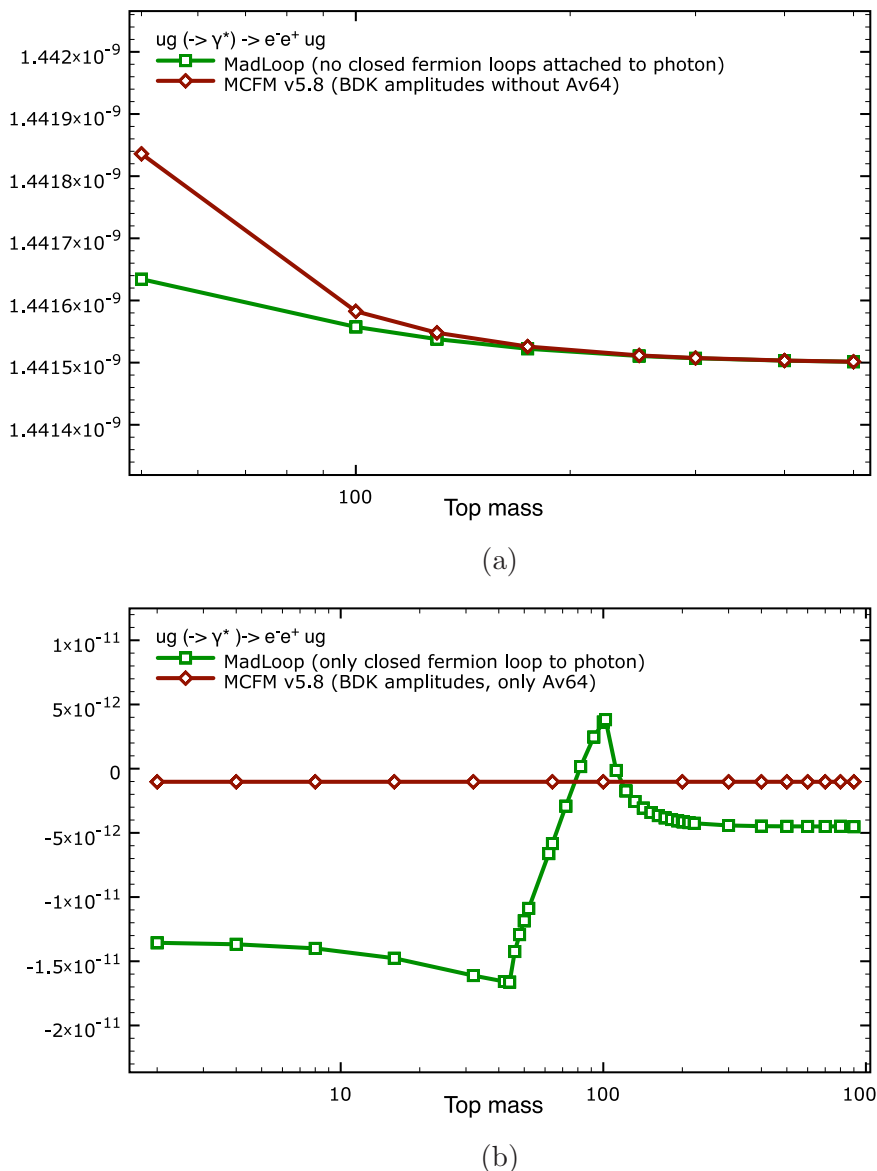 ug (-> γ*) -> e⁻e⁺ ug
MadLoop (no closed fermion loops attached to photon)
MCFM v5.8 (BDK amplitudes without Av64)
1.442×10⁻⁹
1.4419×10⁻⁹
1.4418×10⁻⁹
1.4417×10⁻⁹
1.4416×10⁻⁹
1.4415×10⁻⁹
1.4414×10⁻⁹
100
Top mass
(a)
ug (-> γ* )-> e⁻e⁺ ug
MadLoop (only closed fermion loop to photon)
MCFM v5.8 (BDK amplitudes, only Av64)
1×10⁻¹¹
5×10⁻¹²
0
-5×10⁻¹²
-1×10⁻¹¹
-1.5×10⁻¹¹
-2×10⁻¹¹
10
100
100
Top mass
(b)